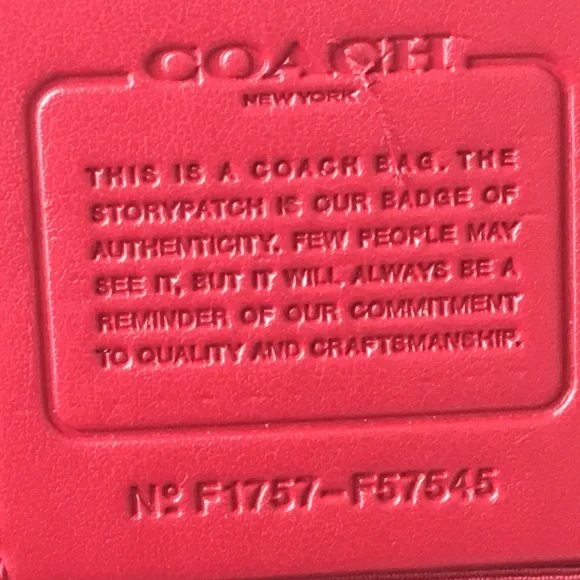 COACH
NEW YORK
THIS IS A COACH BAG. THE
STORYPATCH IS OUR BADGE OF
AUTHENTICITY. FEW PEOPLE MAY
SEE IT, BUT IT WILL ALWAYS BE A
REMINDER OF OUR COMMITMENT
TO QUALITY AND CRAFTSMANSHIP.
Nº F1757-F57545